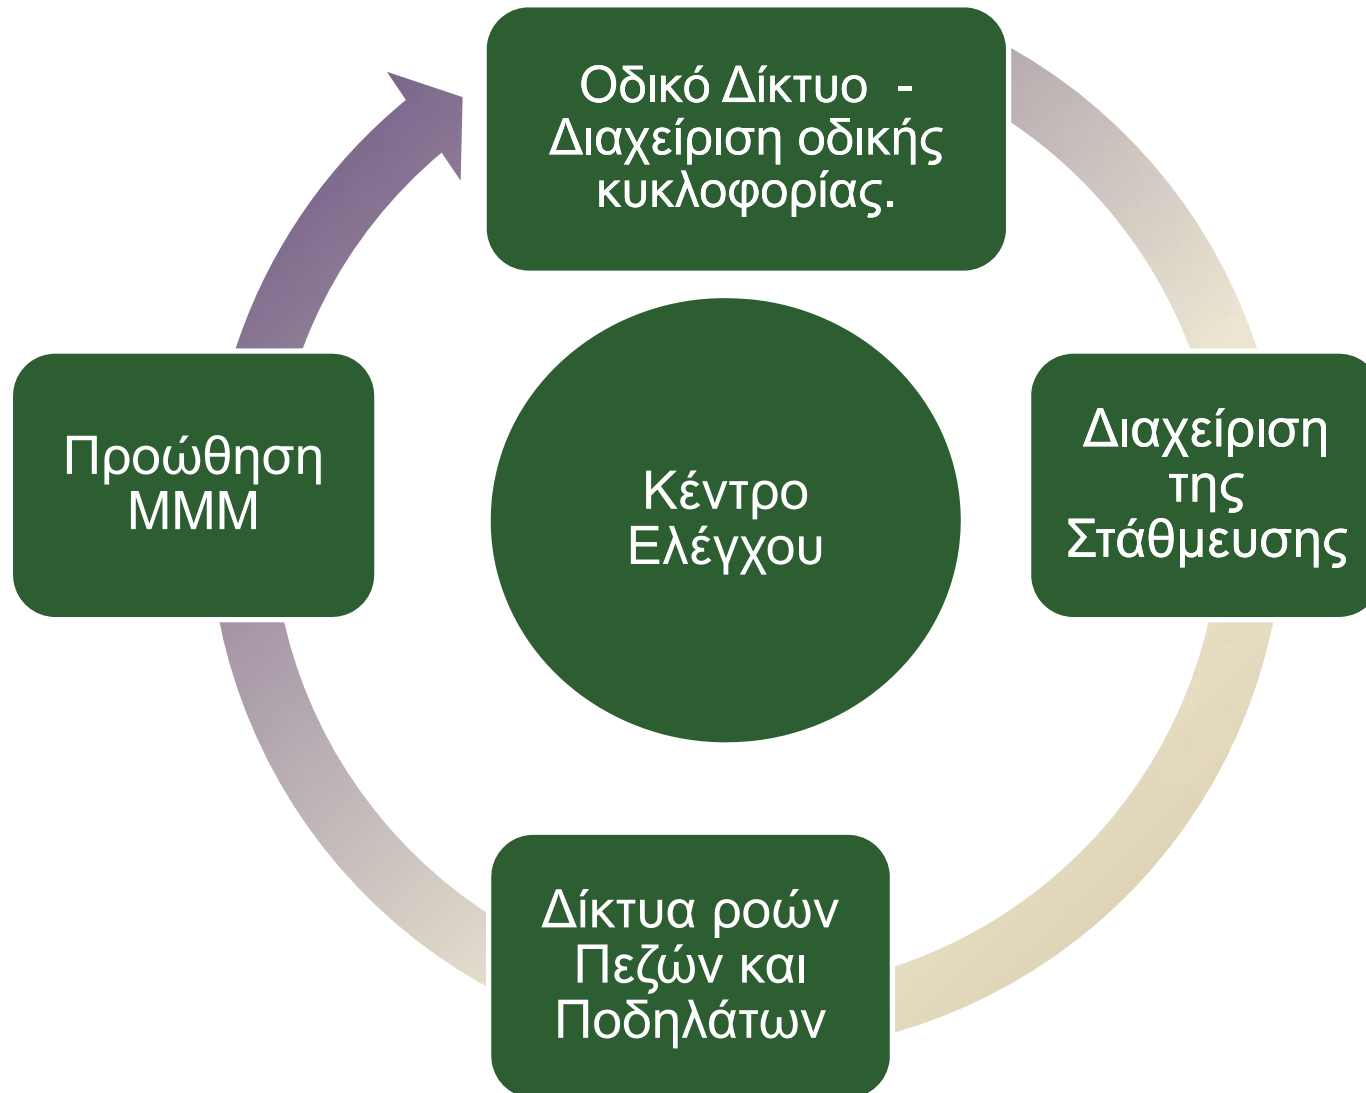 Οδικό Δίκτυο -
Διαχείριση οδικής
κυκλοφορίας.
Προώθηση
ΜΜΜ
Κέντρο
Ελέγχου
Διαχείριση
της
Στάθμευσης
Δίκτυα ροών
Πεζών και
Ποδηλάτων